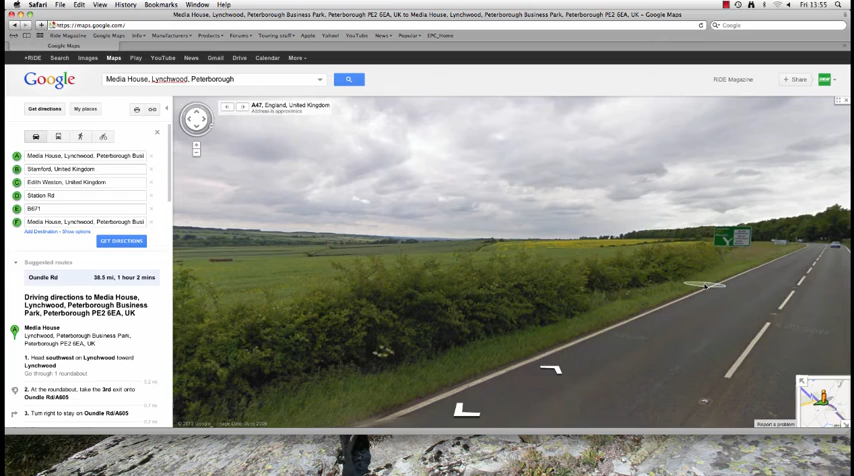 Safari File Edit View History Bookmarks Window Help Fri 13:55
Media House, Lynchwood, Peterborough Business Park, Peterborough PE2 6EA, UK to Media House, Lynchwood, Peterborough Business Park, Peterborough PE2 6EA, UK - Google Maps
https://maps.google.com/ Google
Ride Magazine Google Maps Info Manufacturers Products Forums Touring stuff Apple Yahoo! YouTube News Popular EPC_Home
Google Maps
+RIDE Search Images Maps Play YouTube News Gmail Drive Calendar More
Google Media House, Lynchwood, Peterborough RIDE Magazine + Share
Get directions My places
A47, England, United Kingdom
Address is approximate
A Media House, Lynchwood, Peterborough Busi
B Stamford, United Kingdom
C Edith Weston, United Kingdom
D Station Rd
E B671
F Media House, Lynchwood, Peterborough Busi
Add Destination - Show options
GET DIRECTIONS
Suggested routes
Oundle Rd 38.5 mi, 1 hour 2 mins
Driving directions to Media House,
Lynchwood, Peterborough Business
Park, Peterborough PE2 6EA, UK
A Media House
Lynchwood, Peterborough Business Park,
Peterborough PE2 6EA, UK
1. Head southwest on Lynchwood toward
Lynchwood
Go through 1 roundabout
0.2 mi
2. At the roundabout, take the 3rd exit onto
Oundle Rd/A605
0.7 mi
3. Turn right to stay on Oundle Rd/A605
Report a problem